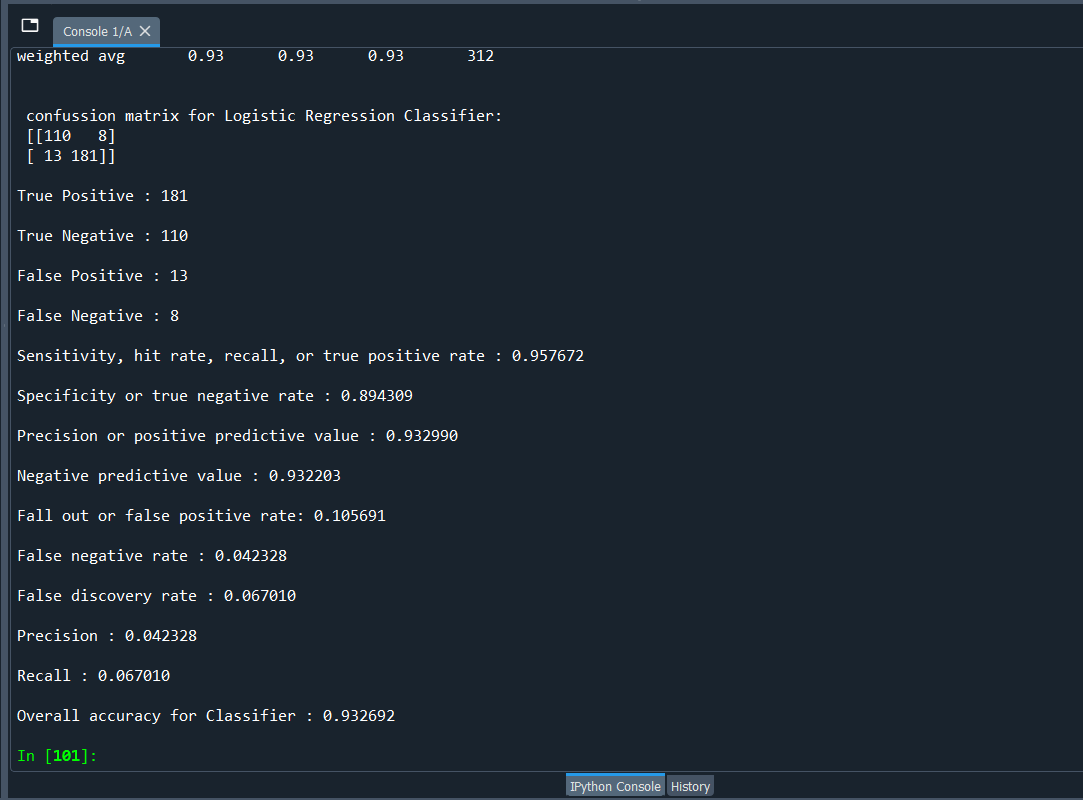 Console 1/A
weighted avg 0.93 0.93 0.93 312
confussion matrix for Logistic Regression Classifier:
[[110 8]
[ 13 181]]
True Positive : 181
True Negative : 110
False Positive : 13
False Negative : 8
Sensitivity, hit rate, recall, or true positive rate : 0.957672
Specificity or true negative rate : 0.894309
Precision or positive predictive value : 0.932990
Negative predictive value : 0.932203
Fall out or false positive rate: 0.105691
False negative rate : 0.042328
False discovery rate : 0.067010
Precision : 0.042328
Recall : 0.067010
Overall accuracy for Classifier : 0.932692
In [101]:
IPython Console History